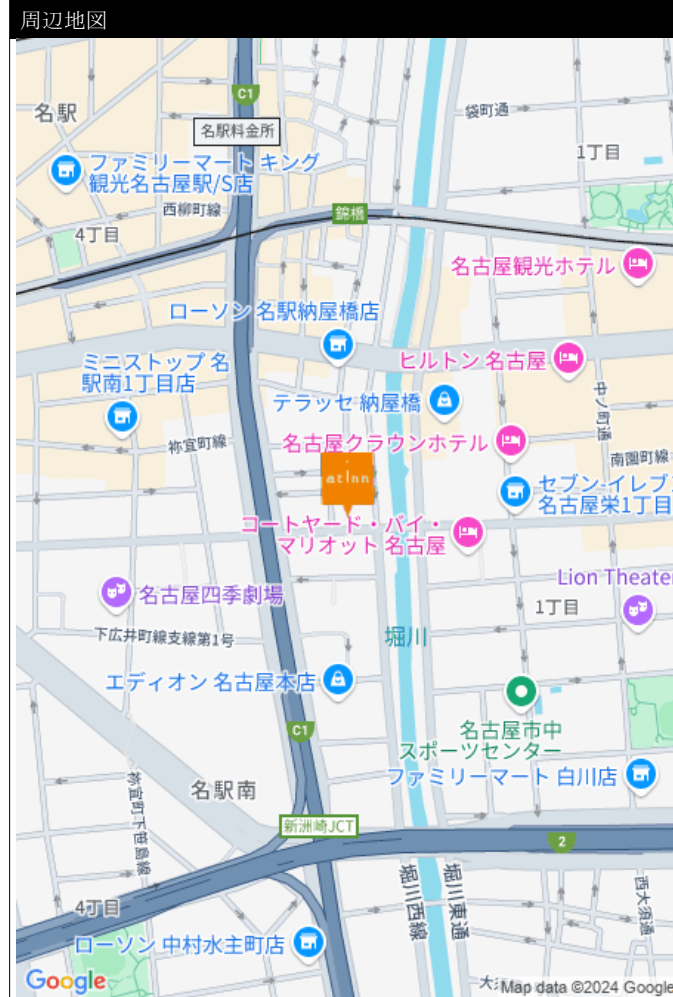 周辺地図
C1
名駅
袋町通
名駅料金所
1丁目
ファミリーマート キング
観光名古屋駅/S店
西柳町線
錦橋
4丁目
名古屋観光ホテル
ローソン 名駅納屋橋店
ヒルトン 名古屋
ミニストップ 名
駅南1丁目店
中ノ町通
テラッセ 納屋橋
祢宜町線
名古屋クラウンホテル
南園町線
atinn
セブン-イレブン
名古屋栄1丁目
コートヤード・バイ・
マリオット 名古屋
Lion Theater
名古屋四季劇場
1丁目
下広井町線支線第1号
堀川
エディオン 名古屋本店
C1
名古屋市中
スポーツセンター
ファミリーマート 白川店
名駅南
祢宜町下笹島線
新洲崎JCT
2
堀川西線
堀川東通
西大須通
4丁目
ローソン 中村水主町店
Google
大須
Map data ©2024 Google